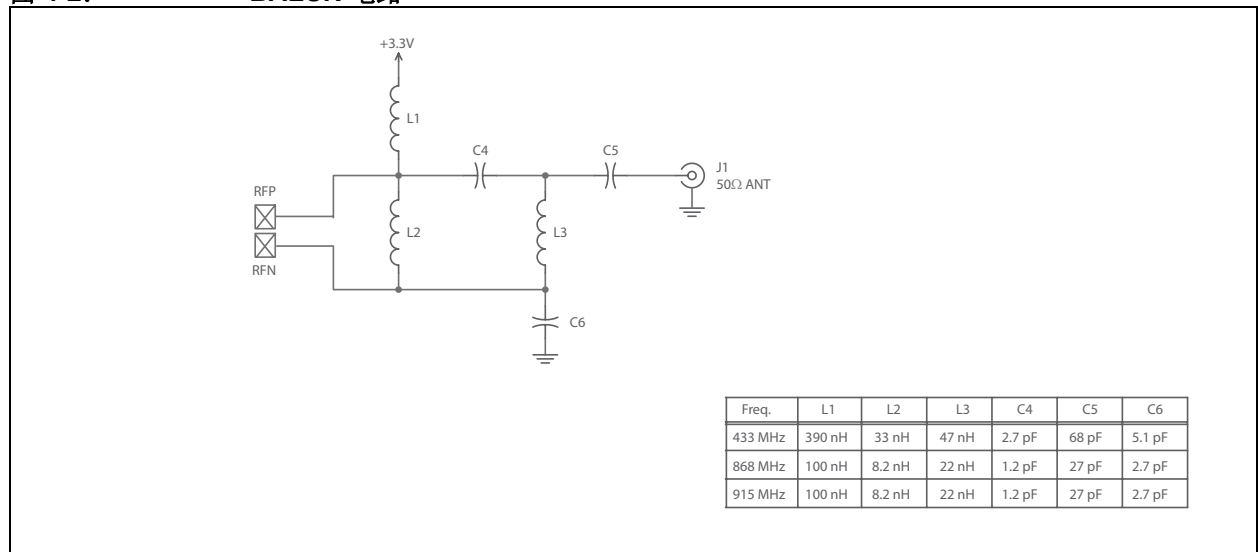 +3.3V
L1
C4
C5
J1
50Ω ANT
RFP
L2
L3
RFN
C6
Freq. L1 L2 L3 C4 C5 C6
433 MHz 390 nH 33 nH 47 nH 2.7 pF 68 pF 5.1 pF
868 MHz 100 nH 8.2 nH 22 nH 1.2 pF 27 pF 2.7 pF
915 MHz 100 nH 8.2 nH 22 nH 1.2 pF 27 pF 2.7 pF